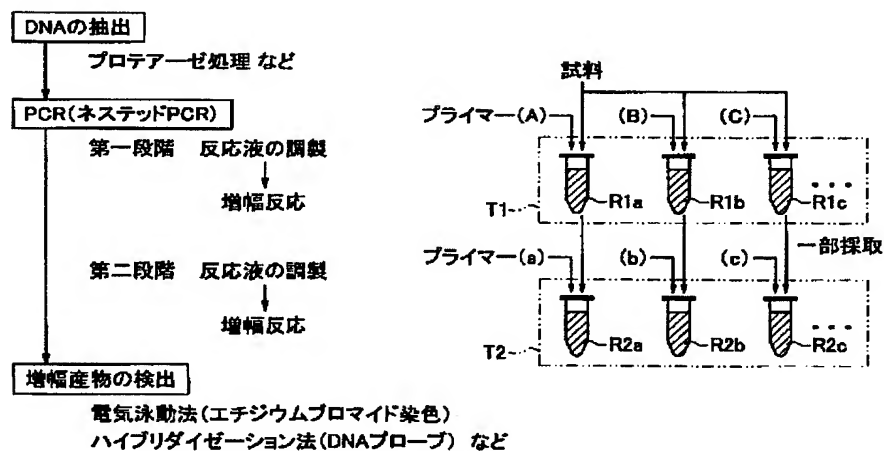 DNAの抽出
プロテアーゼ処理 など
PCR(ネステッドPCR)
第一段階 反応液の調製
増幅反応
第二段階 反応液の調製
増幅反応
増幅産物の検出
電気泳動法(エチジウムブロマイド染色)
ハイブリダイゼーション法(DNAプローブ) など
試料
プライマー(A) (B) (C)
T1 R1a R1b R1c ・・・
一部採取
プライマー(a) (b) (c)
T2 R2a R2b R2c ・・・